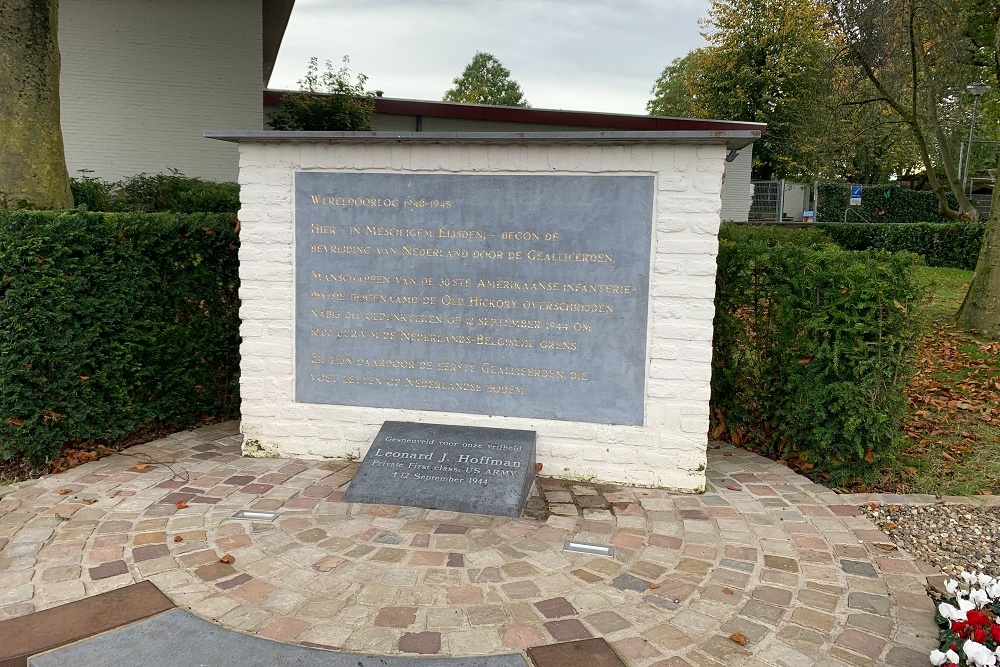 Wereldoorlog 1940-1945
Hier - in Mesch (gem. Eijsden) - begon de
bevrijding van Nederland door de Geallieerden.
Manschappen van de 30ste Amerikaanse infanterie-
divisie bijgenaamd de Old Hickory overschreden
nabij dit gedenkteken op 12 september 1944 om
10.00 uur v.m. de Nederlands-Belgische grens.
Zij zijn daardoor de eerste Geallieerden die
voet zetten op Nederlandse bodem.
Gesneuveld voor onze vrijheid
Leonard J. Hoffman
Private First class. US ARMY
† 12 September 1944